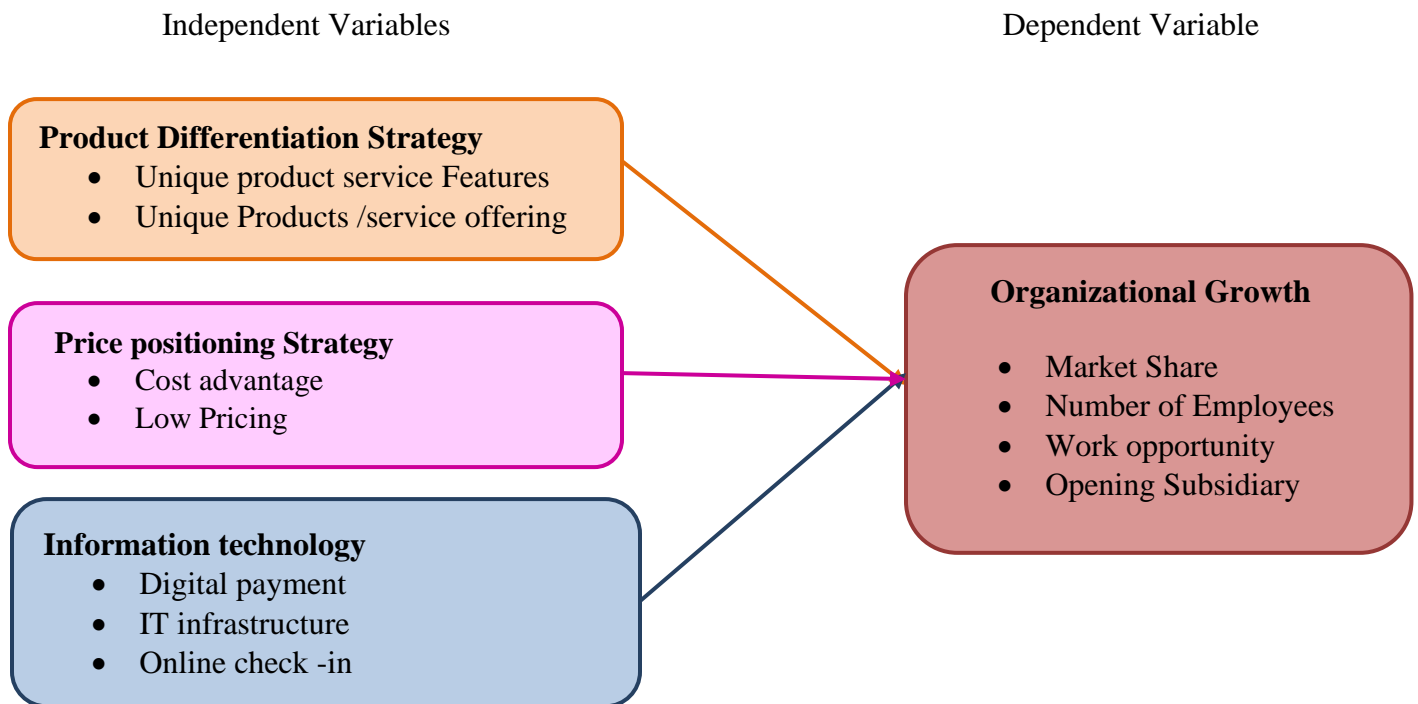 Independent Variables
Dependent Variable
Product Differentiation Strategy
• Unique product service Features
• Unique Products /service offering
Price positioning Strategy
• Cost advantage
• Low Pricing
Information technology
• Digital payment
• IT infrastructure
• Online check -in
Organizational Growth
• Market Share
• Number of Employees
• Work opportunity
• Opening Subsidiary